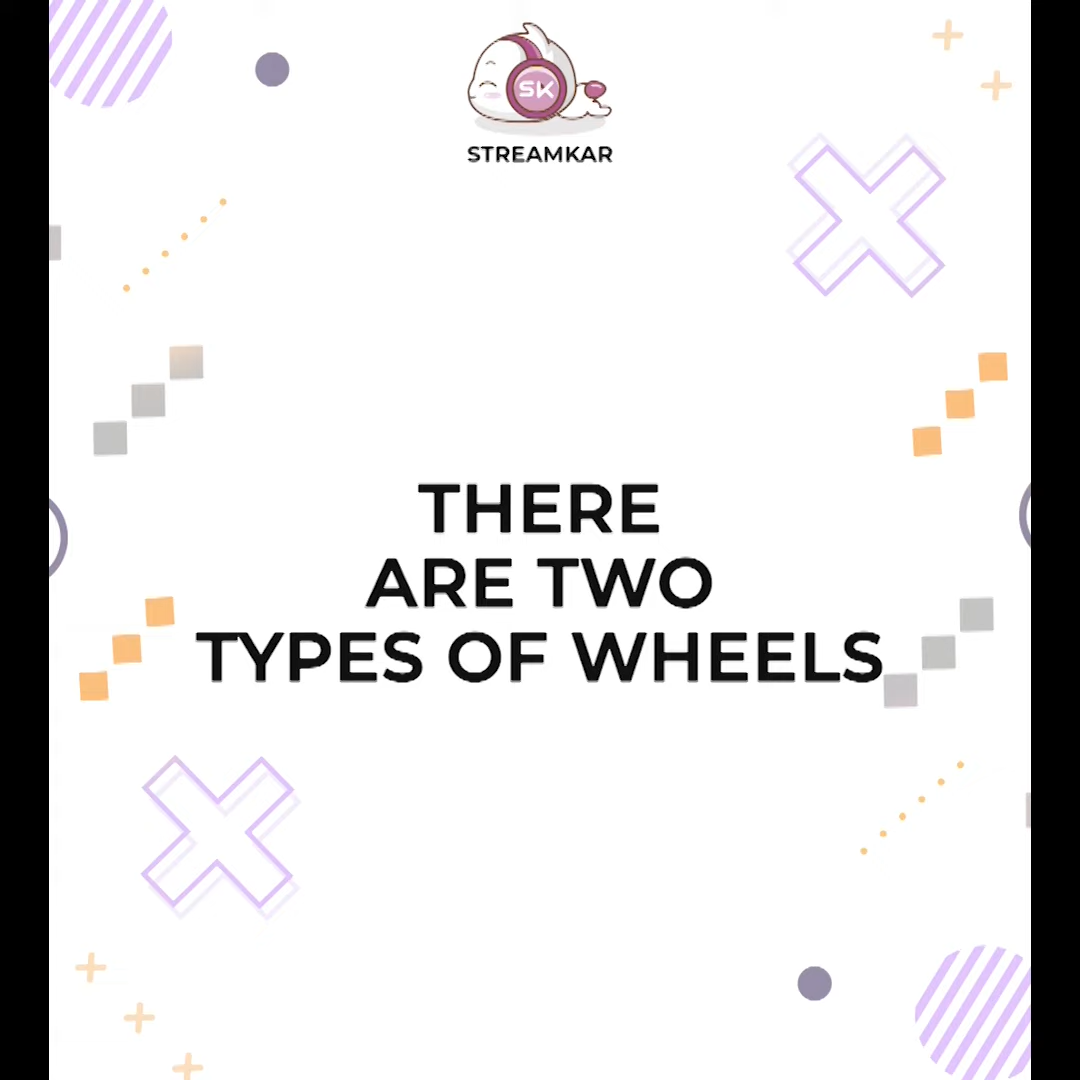 SK
STREAMKAR
THERE
ARE TWO
TYPES OF WHEELS